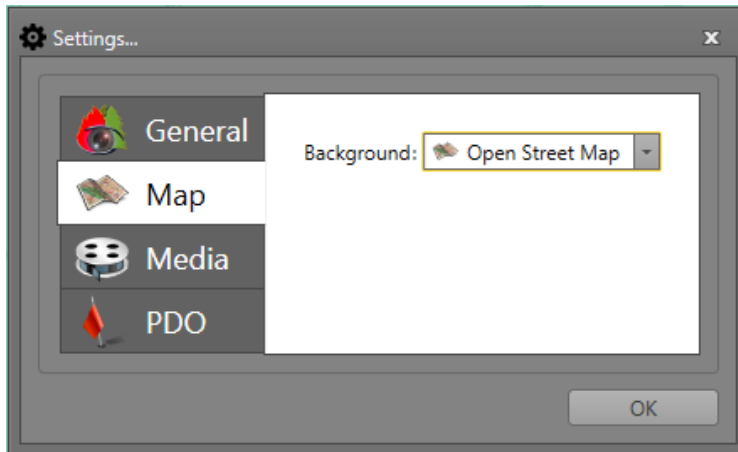 Settings...
x
General
Background: Open Street Map
Map
Media
PDO
OK